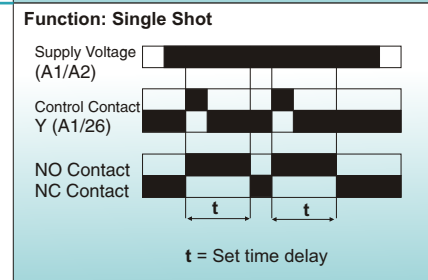 Function: Single Shot
Supply Voltage
(A1/A2)
Control Contact
Y (A1/26)
NO Contact
NC Contact
t
t
t = Set time delay